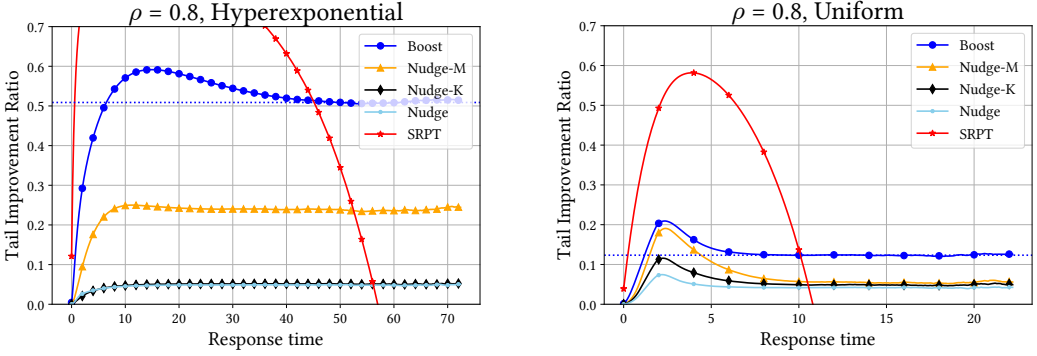 ρ = 0.8, Hyperexponential
Tail Improvement Ratio
0.7
0.6
0.5
0.4
0.3
0.2
0.1
0.0
Boost
Nudge-M
Nudge-K
Nudge
SRPT
0 10 20 30 40 50 60 70
Response time
ρ = 0.8, Uniform
Tail Improvement Ratio
0.7
0.6
0.5
0.4
0.3
0.2
0.1
0.0
Boost
Nudge-M
Nudge-K
Nudge
SRPT
0 5 10 15 20
Response time